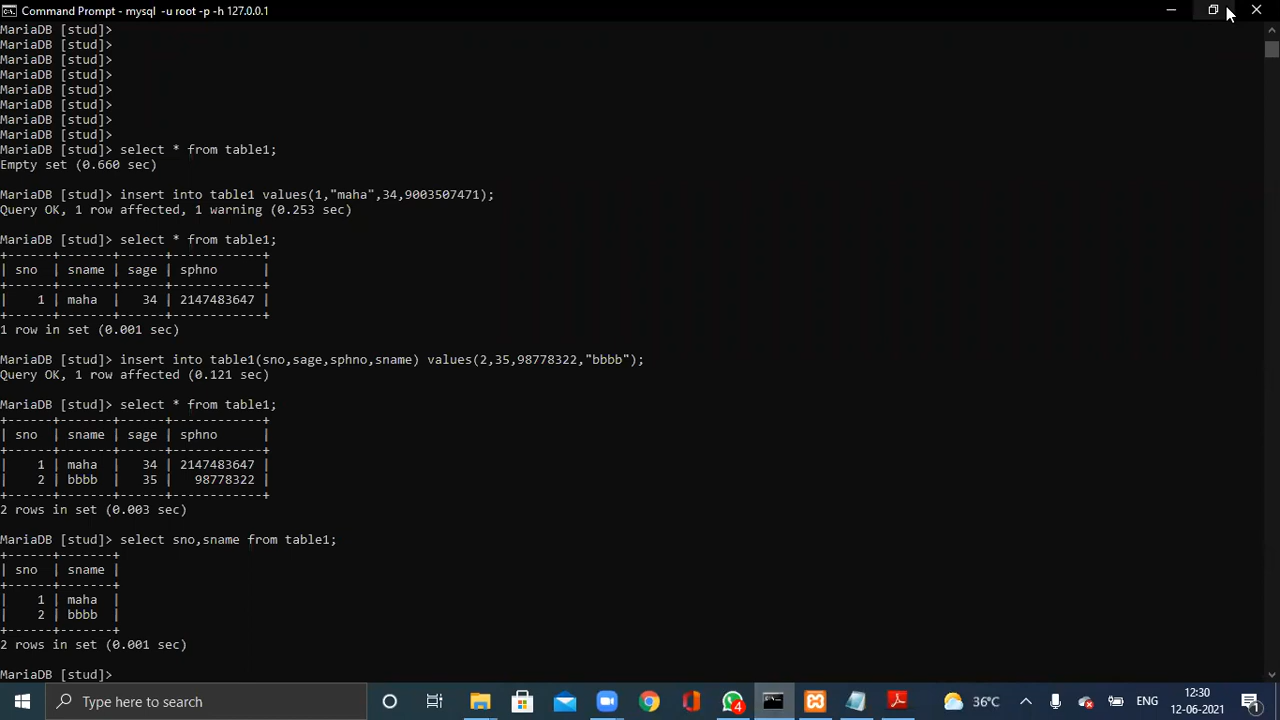 Command Prompt - mysql  -u root -p -h 127.0.0.1
MariaDB [stud]>
MariaDB [stud]>
MariaDB [stud]>
MariaDB [stud]>
MariaDB [stud]>
MariaDB [stud]>
MariaDB [stud]>
MariaDB [stud]>
MariaDB [stud]> select * from table1;
Empty set (0.660 sec)
MariaDB [stud]> insert into table1 values(1,"maha",34,9003507471);
Query OK, 1 row affected, 1 warning (0.253 sec)
MariaDB [stud]> select * from table1;
+------+-------+------+------------+
| sno  | sname | sage | sphno      |
+------+-------+------+------------+
|    1 | maha  |   34 | 2147483647 |
+------+-------+------+------------+
1 row in set (0.001 sec)
MariaDB [stud]> insert into table1(sno,sage,sphno,sname) values(2,35,98778322,"bbbb");
Query OK, 1 row affected (0.121 sec)
MariaDB [stud]> select * from table1;
+------+-------+------+------------+
| sno  | sname | sage | sphno      |
+------+-------+------+------------+
|    1 | maha  |   34 | 2147483647 |
|    2 | bbbb  |   35 |   98778322 |
+------+-------+------+------------+
2 rows in set (0.003 sec)
MariaDB [stud]> select sno,sname from table1;
+------+-------+
| sno  | sname |
+------+-------+
|    1 | maha  |
|    2 | bbbb  |
+------+-------+
2 rows in set (0.001 sec)
MariaDB [stud]>
Type here to search
4
36°C
ENG
12:30
12-06-2021
1